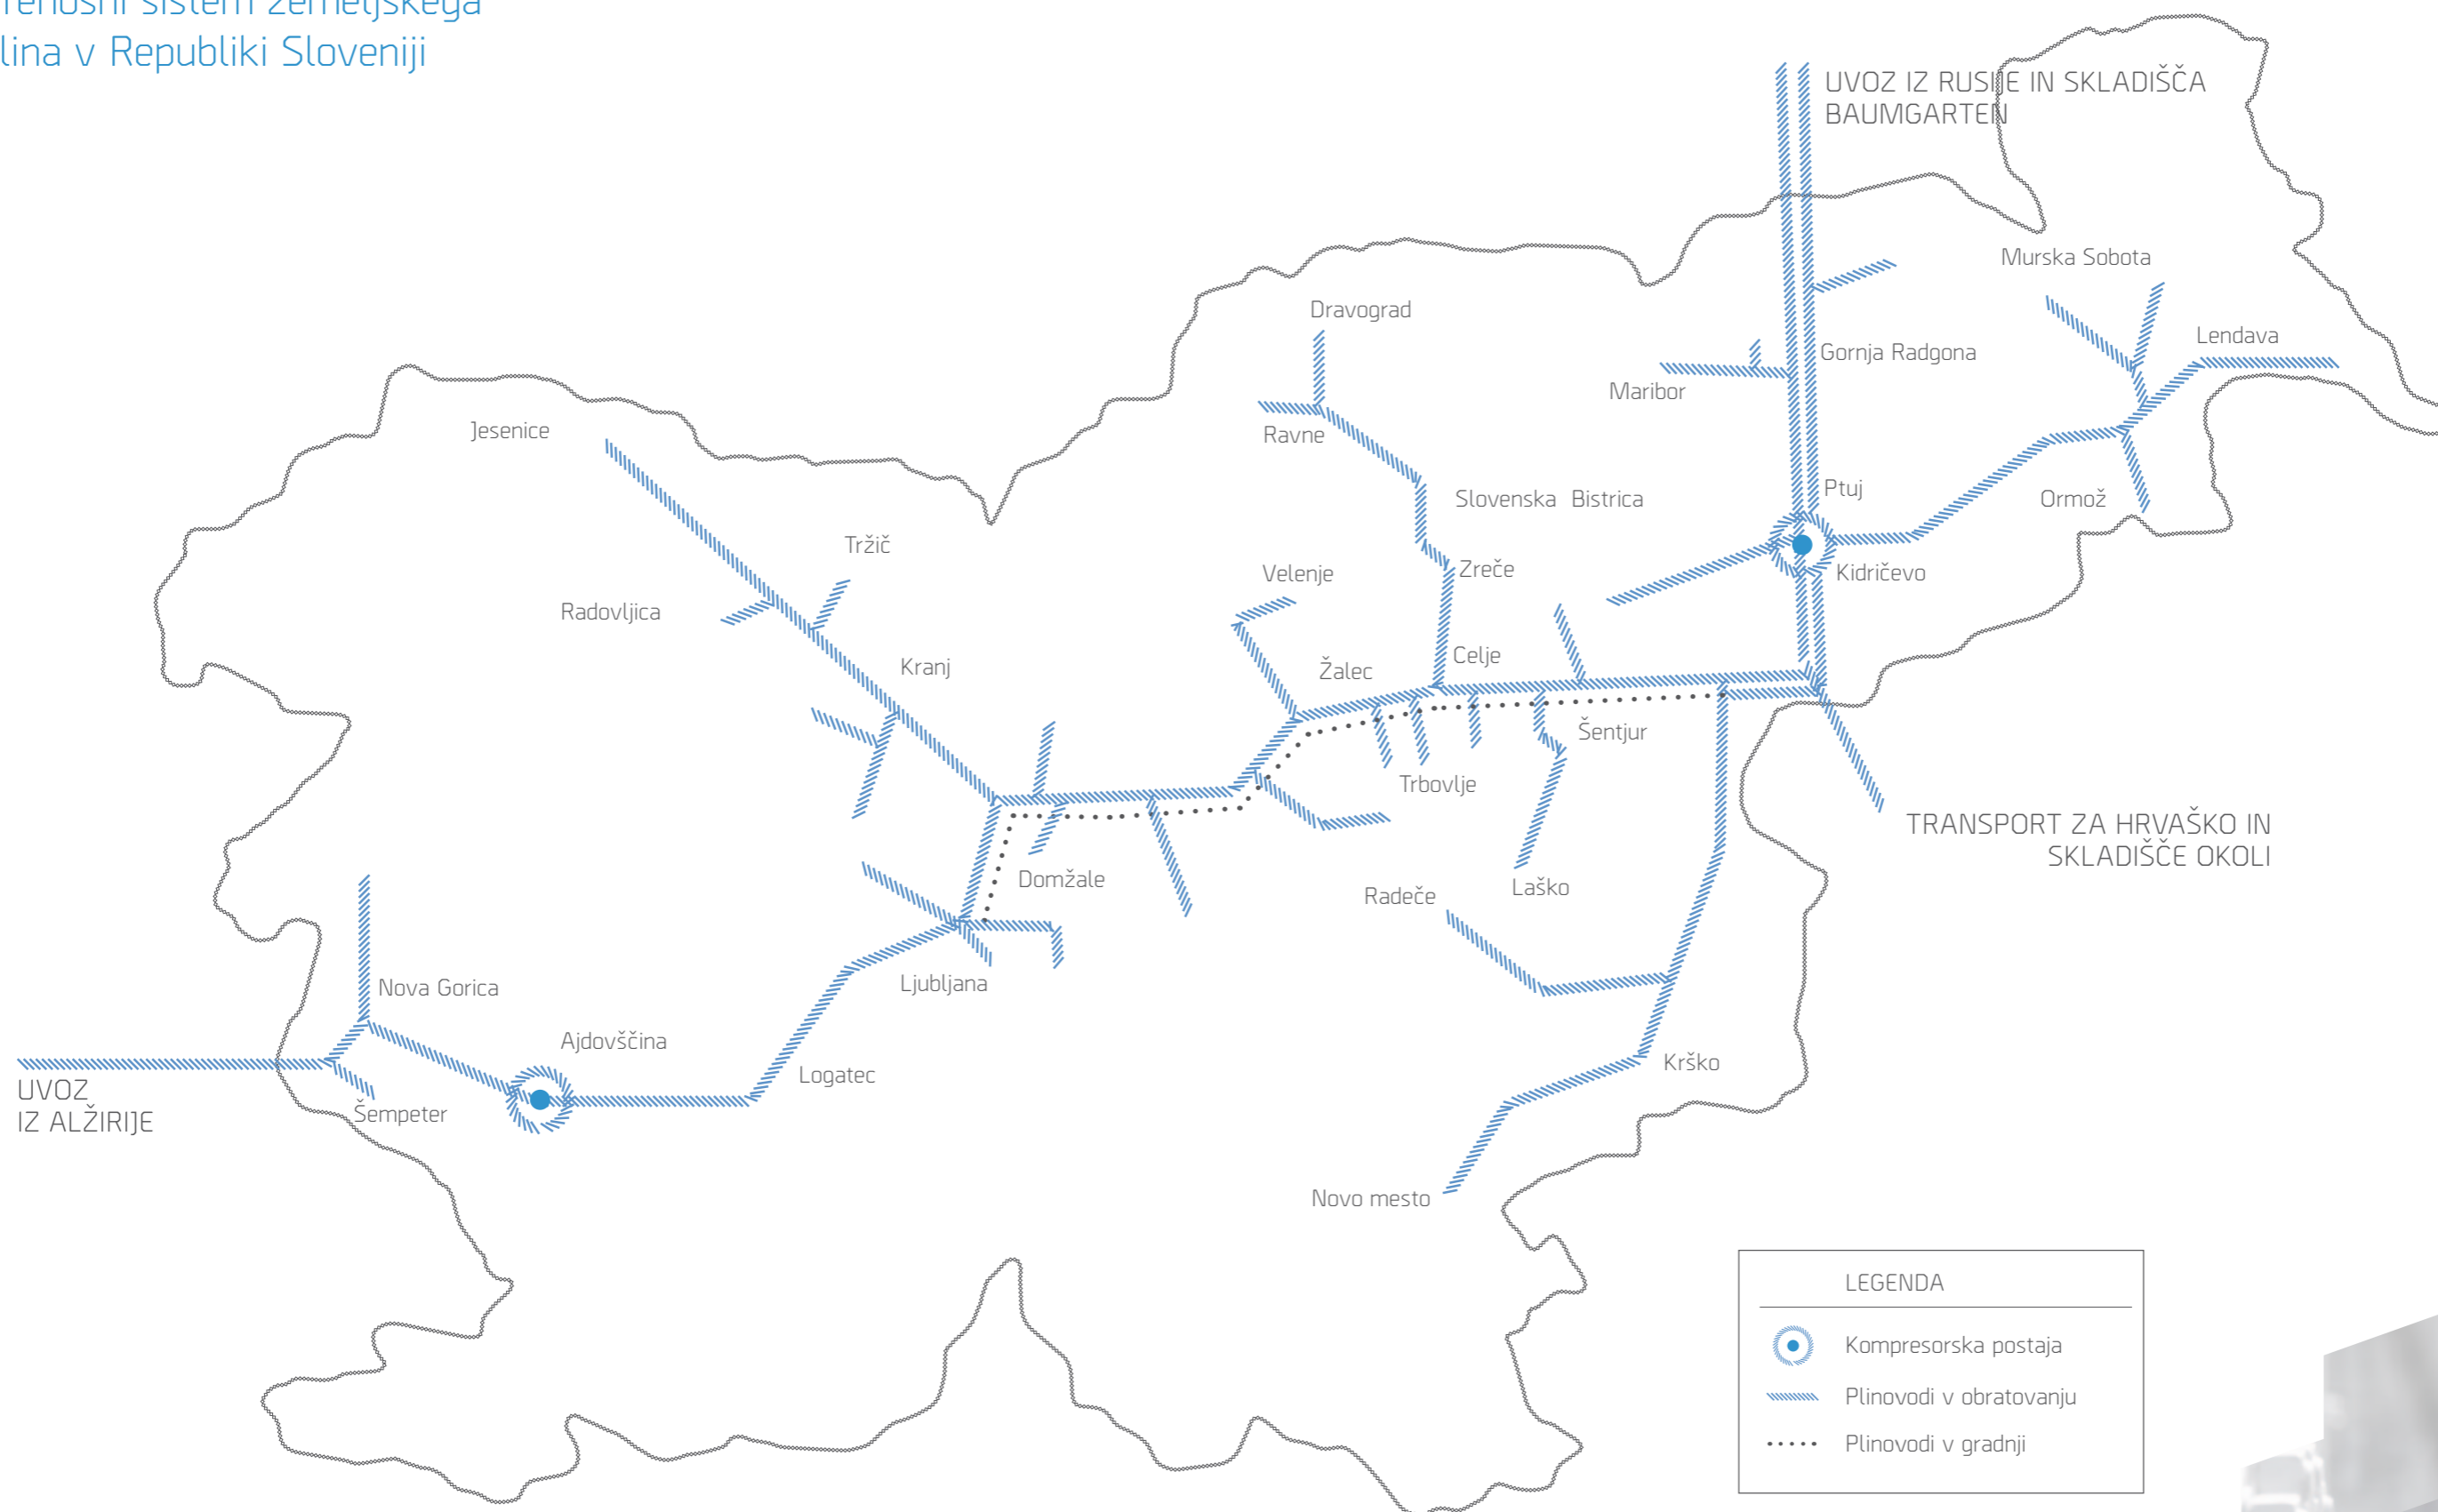 renosni sistem zemeljskega
lina v Republiki Sloveniji
UVOZ IZ RUSIJE IN SKLADIŠČA
BAUMGARTEN
Murska Sobota
Dravograd
Lendava
Gornja Radgona
Maribor
Jesenice
Ravne
Ptuj
Slovenska Bistrica
Ormož
Tržič
Zreče
Velenje
Kidričevo
Radovljica
Celje
Kranj
Žalec
Šentjur
Trbovlje
TRANSPORT ZA HRVAŠKO IN
SKLADIŠČE OKOLI
Domžale
Laško
Radeče
Ljubljana
Nova Gorica
Ajdovščina
Krško
Logatec
UVOZ
IZ ALŽIRIJE
Šempeter
Novo mesto
LEGENDA
Kompresorska postaja
Plinovodi v obratovanju
Plinovodi v gradnji